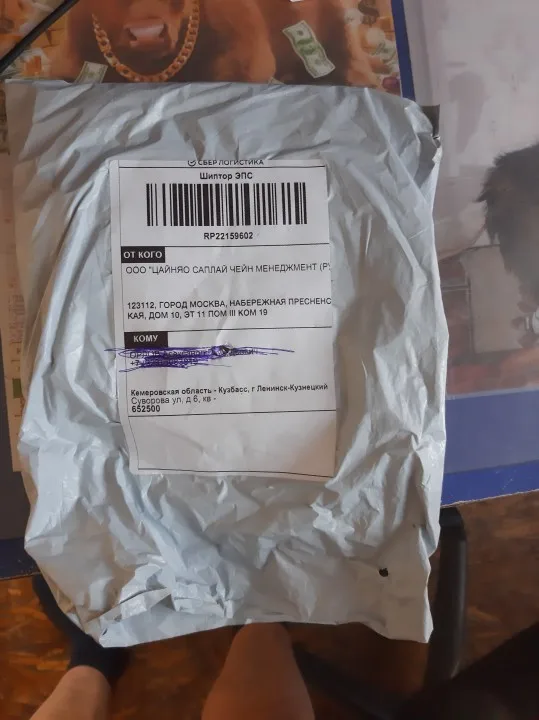 СБЕР ЛОГИСТИКА
Шиптор ЭПС
RP22159602
ОТ КОГО
ООО "ЦАЙНЯО САПЛАЙ ЧЕЙН МЕНЕДЖМЕНТ (Р
123112, ГОРОД МОСКВА, НАБЕРЕЖНАЯ ПРЕСНЕНС
КАЯ, ДОМ 10, ЭТ 11 ПОМ III КОМ 19
КОМУ
+7
Кемеровская область - Кузбасс, г Ленинск-Кузнецкий
Суворова ул, д 6, кв -
652500